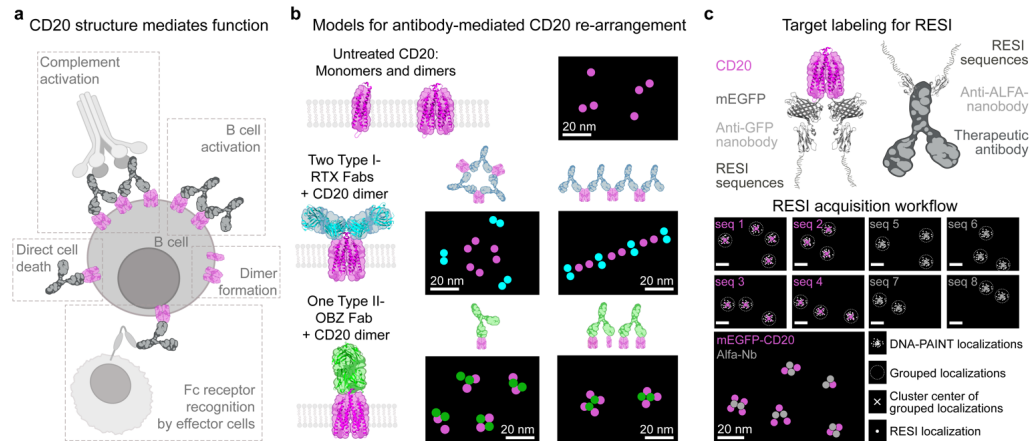 a CD20 structure mediates function
Complement
activation
B cell
activation
B cell
Direct cell
death
Dimer
formation
Fc receptor
recognition
by effector cells
b Models for antibody-mediated CD20 re-arrangement
Untreated CD20:
Monomers and dimers
20 nm
Two Type I-
RTX Fabs
+ CD20 dimer
20 nm
20 nm
One Type II-
OBZ Fab
+ CD20 dimer
20 nm
20 nm
c Target labeling for RESI
CD20
mEGFP
Anti-GFP
nanobody
RESI
sequences
RESI
sequences
Anti-ALFA-
nanobody
Therapeutic
antibody
RESI acquisition workflow
seq 1
seq 2
seq 5
seq 6
seq 3
seq 4
seq 7
seq 8
mEGFP-CD20
Alfa-Nb
20 nm
DNA-PAINT localizations
Grouped localizations
Cluster center of
grouped localizations
RESI localization